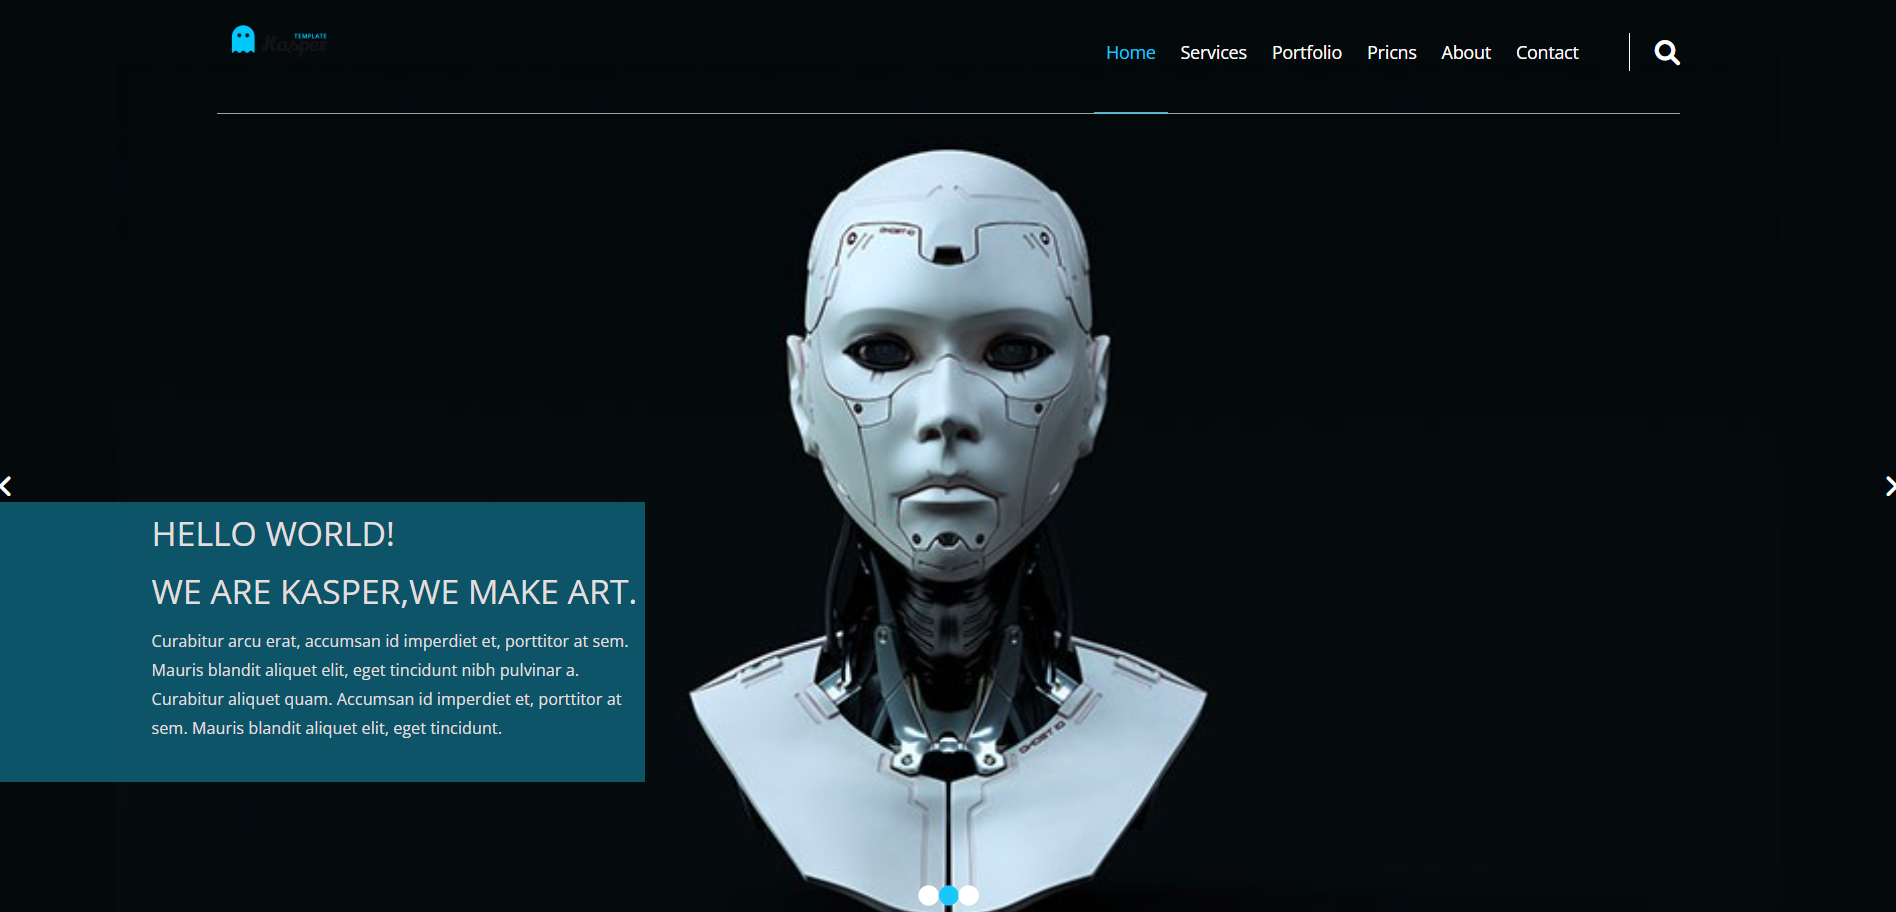 TEMPLATE
Kasper
Home Services Portfolio Pricns About Contact
GHOST IO
HELLO WORLD!
WE ARE KASPER,WE MAKE ART.
Curabitur arcu erat, accumsan id imperdiet et, porttitor at sem.
Mauris blandit aliquet elit, eget tincidunt nibh pulvinar a.
Curabitur aliquet quam. Accumsan id imperdiet et, porttitor at
sem. Mauris blandit aliquet elit, eget tincidunt.